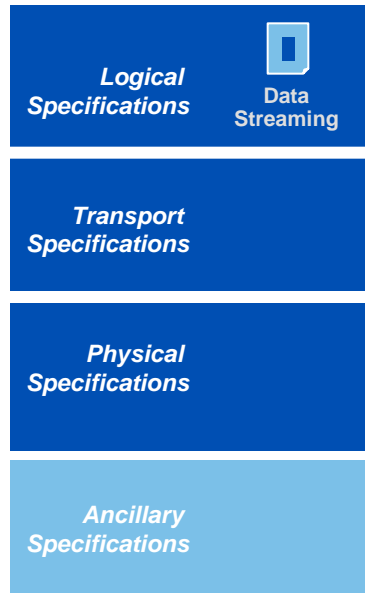 Logical
Specifications
Data
Streaming
Transport
Specifications
Physical
Specifications
Ancillary
Specifications